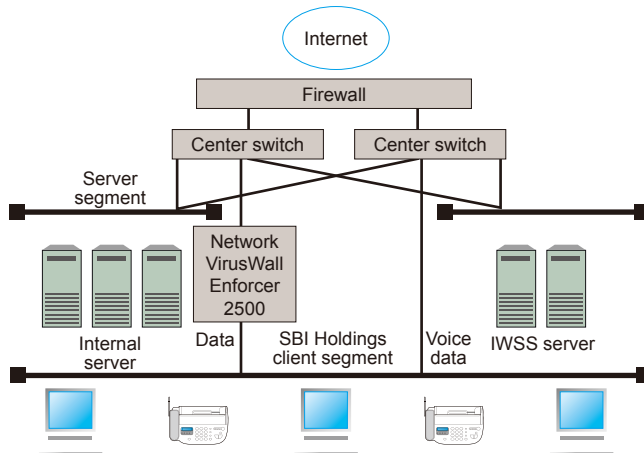 Internet
Firewall
Center switch
Center switch
Server
segment
Network
VirusWall
Enforcer
2500
Internal
server
Data
SBI Holdings
client segment
Voice
data
IWSS server